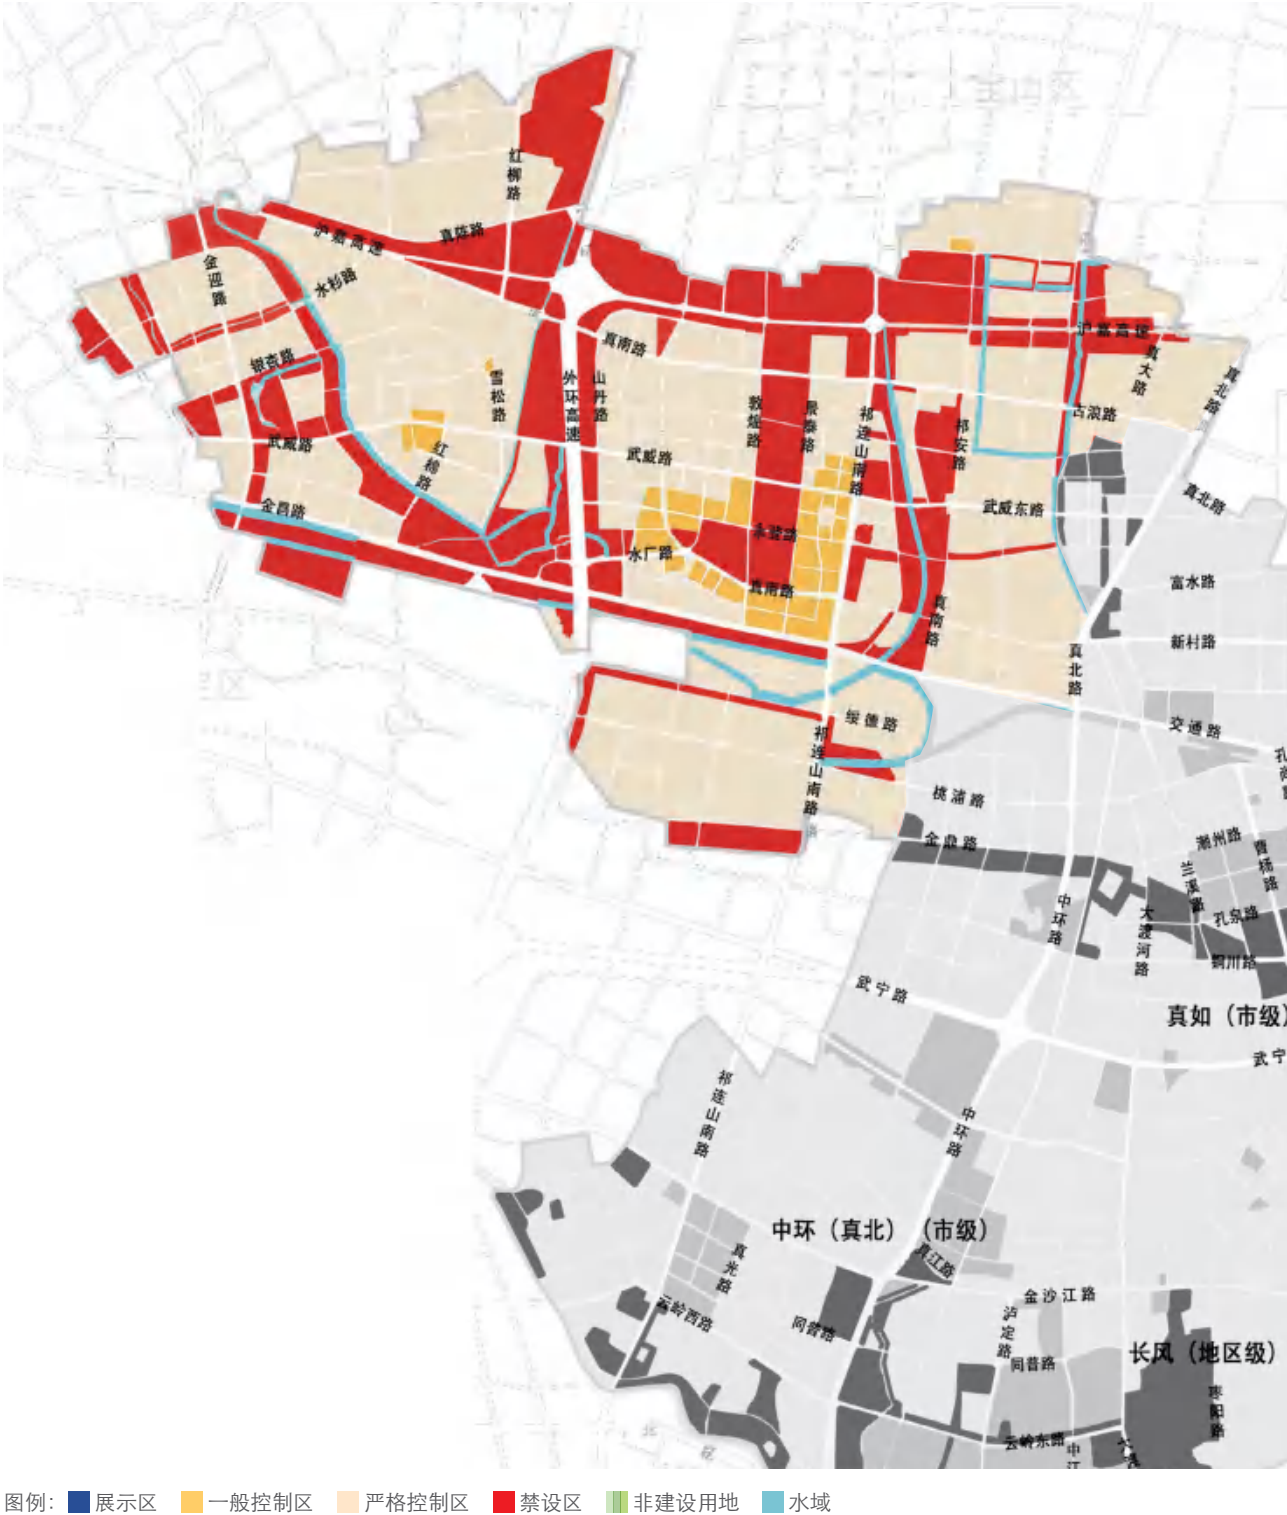 宝山区
红柳路
真陈路
沪嘉高速
金迎路
水杉路
银杏路
真南路
沪嘉高速
真大路
真北路
雪松路
外环高速
山丹路
敦煌路
景泰路
祁连山南路
祁安路
古浪路
武威路
红棉路
武威路
真北路
金昌路
武威东路
永登路
水厂路
真南路
真南路
富水路
新村路
真北路
绥德路
祁连山南路
交通路
桃浦路
金鼎路
潮州路
曹杨路
兰溪路
中环路
大渡河路
孔泉路
铜川路
武宁路
真如（市级）
武宁
祁连山南路
中环路
中环（真北）（市级）
真江路
真光路
金沙江路
云岭西路
同普路
泸定路
同普路
长风（地区级）
枣阳路
云岭东路
中江
图例：展示区 一般控制区 严格控制区 禁设区 非建设用地 水域